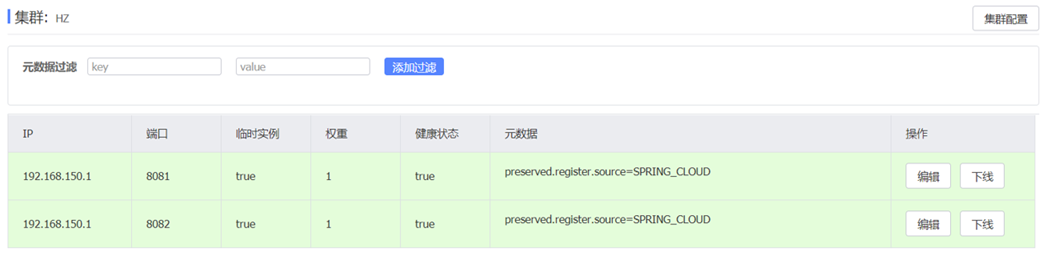 集群: HZ 集群配置
元数据过滤 key value 添加过滤
IP 端口 临时实例 权重 健康状态 元数据 操作
192.168.150.1 8081 true 1 true preserved.register.source=SPRING_CLOUD 编辑 下线
192.168.150.1 8082 true 1 true preserved.register.source=SPRING_CLOUD 编辑 下线